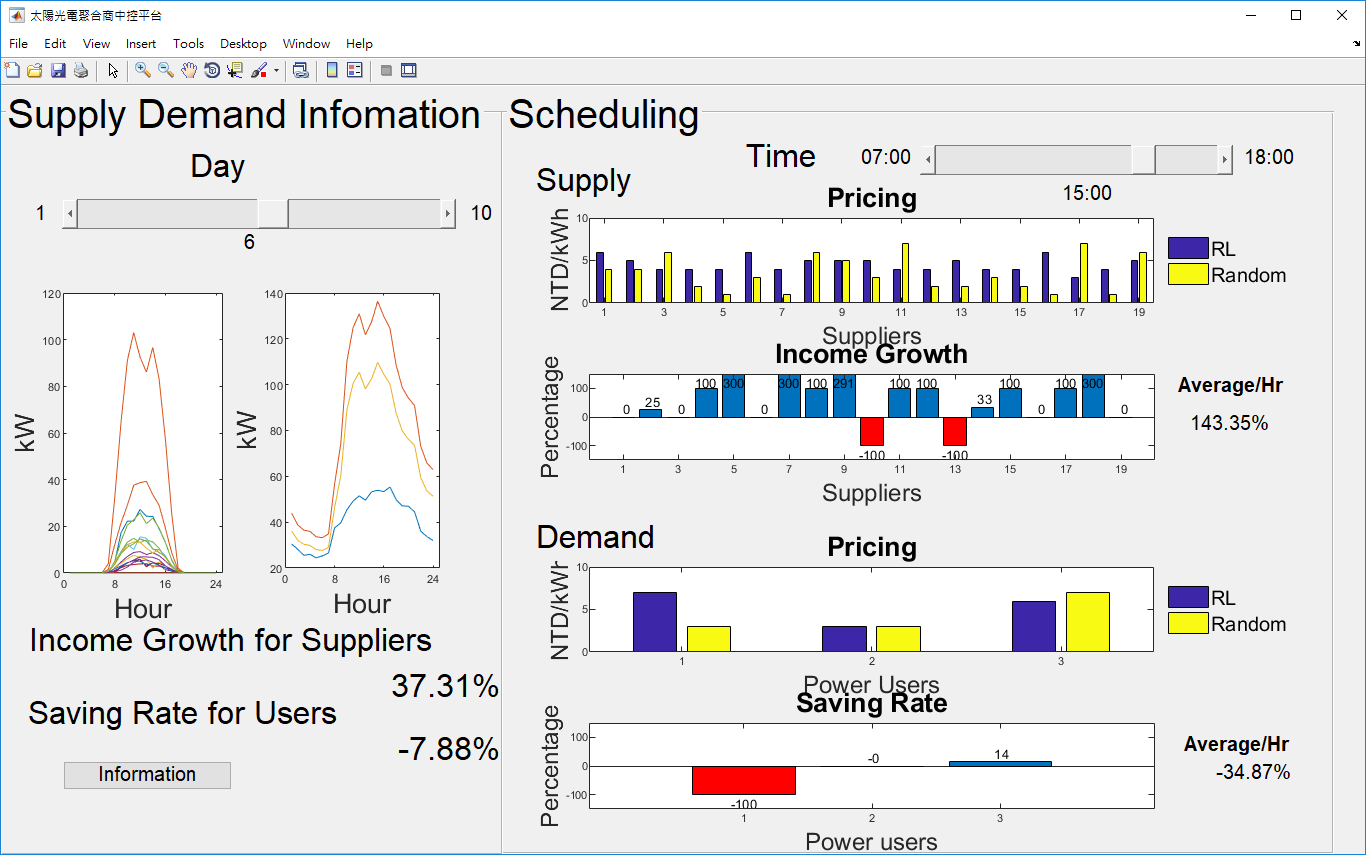 太陽光電聚合商中控平台
File Edit View Insert Tools Desktop Window Help
Supply Demand Infomation
Day
1 10
6
120
100
80
60
40
20
0
0 8 16 24
kW
Hour
140
120
100
80
60
40
20
0 8 16 24
kW
Hour
Income Growth for Suppliers
37.31%
Saving Rate for Users
-7.88%
Information
Scheduling
Time 07:00 18:00
15:00
Supply
Pricing
NTD/kWh
10
5
0
1 3 5 7 9 11 13 15 17 19
Suppliers
RL
Random
Income Growth
Percentage
100
0
-100
0 25 0 100 300 0 300 100 291 -100 100 100 -100 33 100 0 100 300 0
1 3 5 7 9 11 13 15 17 19
Suppliers
Average/Hr
143.35%
Demand
Pricing
NTD/kWh
10
5
0
1 2 3
Power Users
RL
Random
Saving Rate
Percentage
100
0
-100
-100 -0 14
1 2 3
Power users
Average/Hr
-34.87%